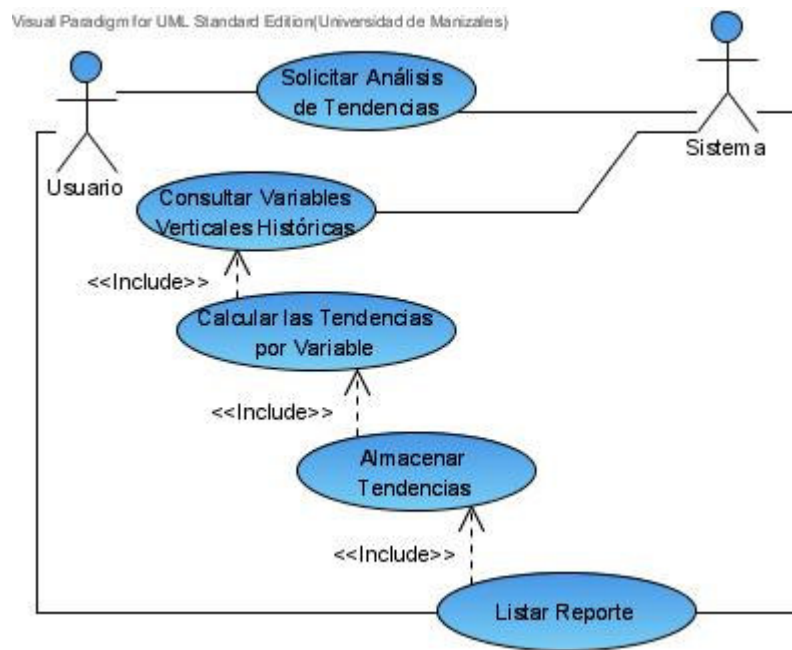 Visual Paradigm for UML Standard Edition(Universidad de Manizales)
Solicitar Análisis
de Tendencias
Usuario
Sistema
Consultar Variables
Verticales Históricas
<<Include>>
Calcular las Tendencias
por Variable
<<Include>>
Almacenar
Tendencias
<<Include>>
Listar Reporte